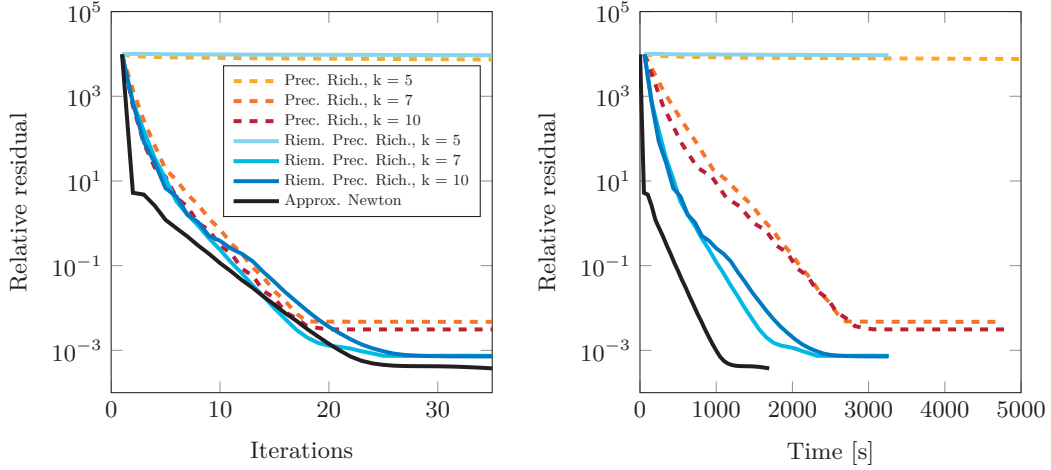 10^5
10^3
10^1
10^−1
10^−3
Relative residual
0
10
20
30
Iterations
Prec. Rich., k = 5
Prec. Rich., k = 7
Prec. Rich., k = 10
Riem. Prec. Rich., k = 5
Riem. Prec. Rich., k = 7
Riem. Prec. Rich., k = 10
Approx. Newton
10^5
10^3
10^1
10^−1
10^−3
Relative residual
0
1000
2000
3000
4000
5000
Time [s]